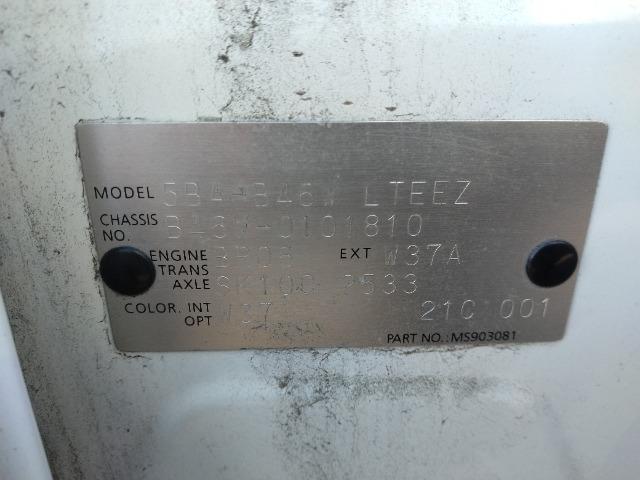 MODEL 5BA-B46W LTEEZ
CHASSIS NO. B46W-0101810
ENGINE BR06 EXT W37A
TRANS AXLE 2533
COLOR. INT OPT W37 21C 001
PART NO.: MS903081